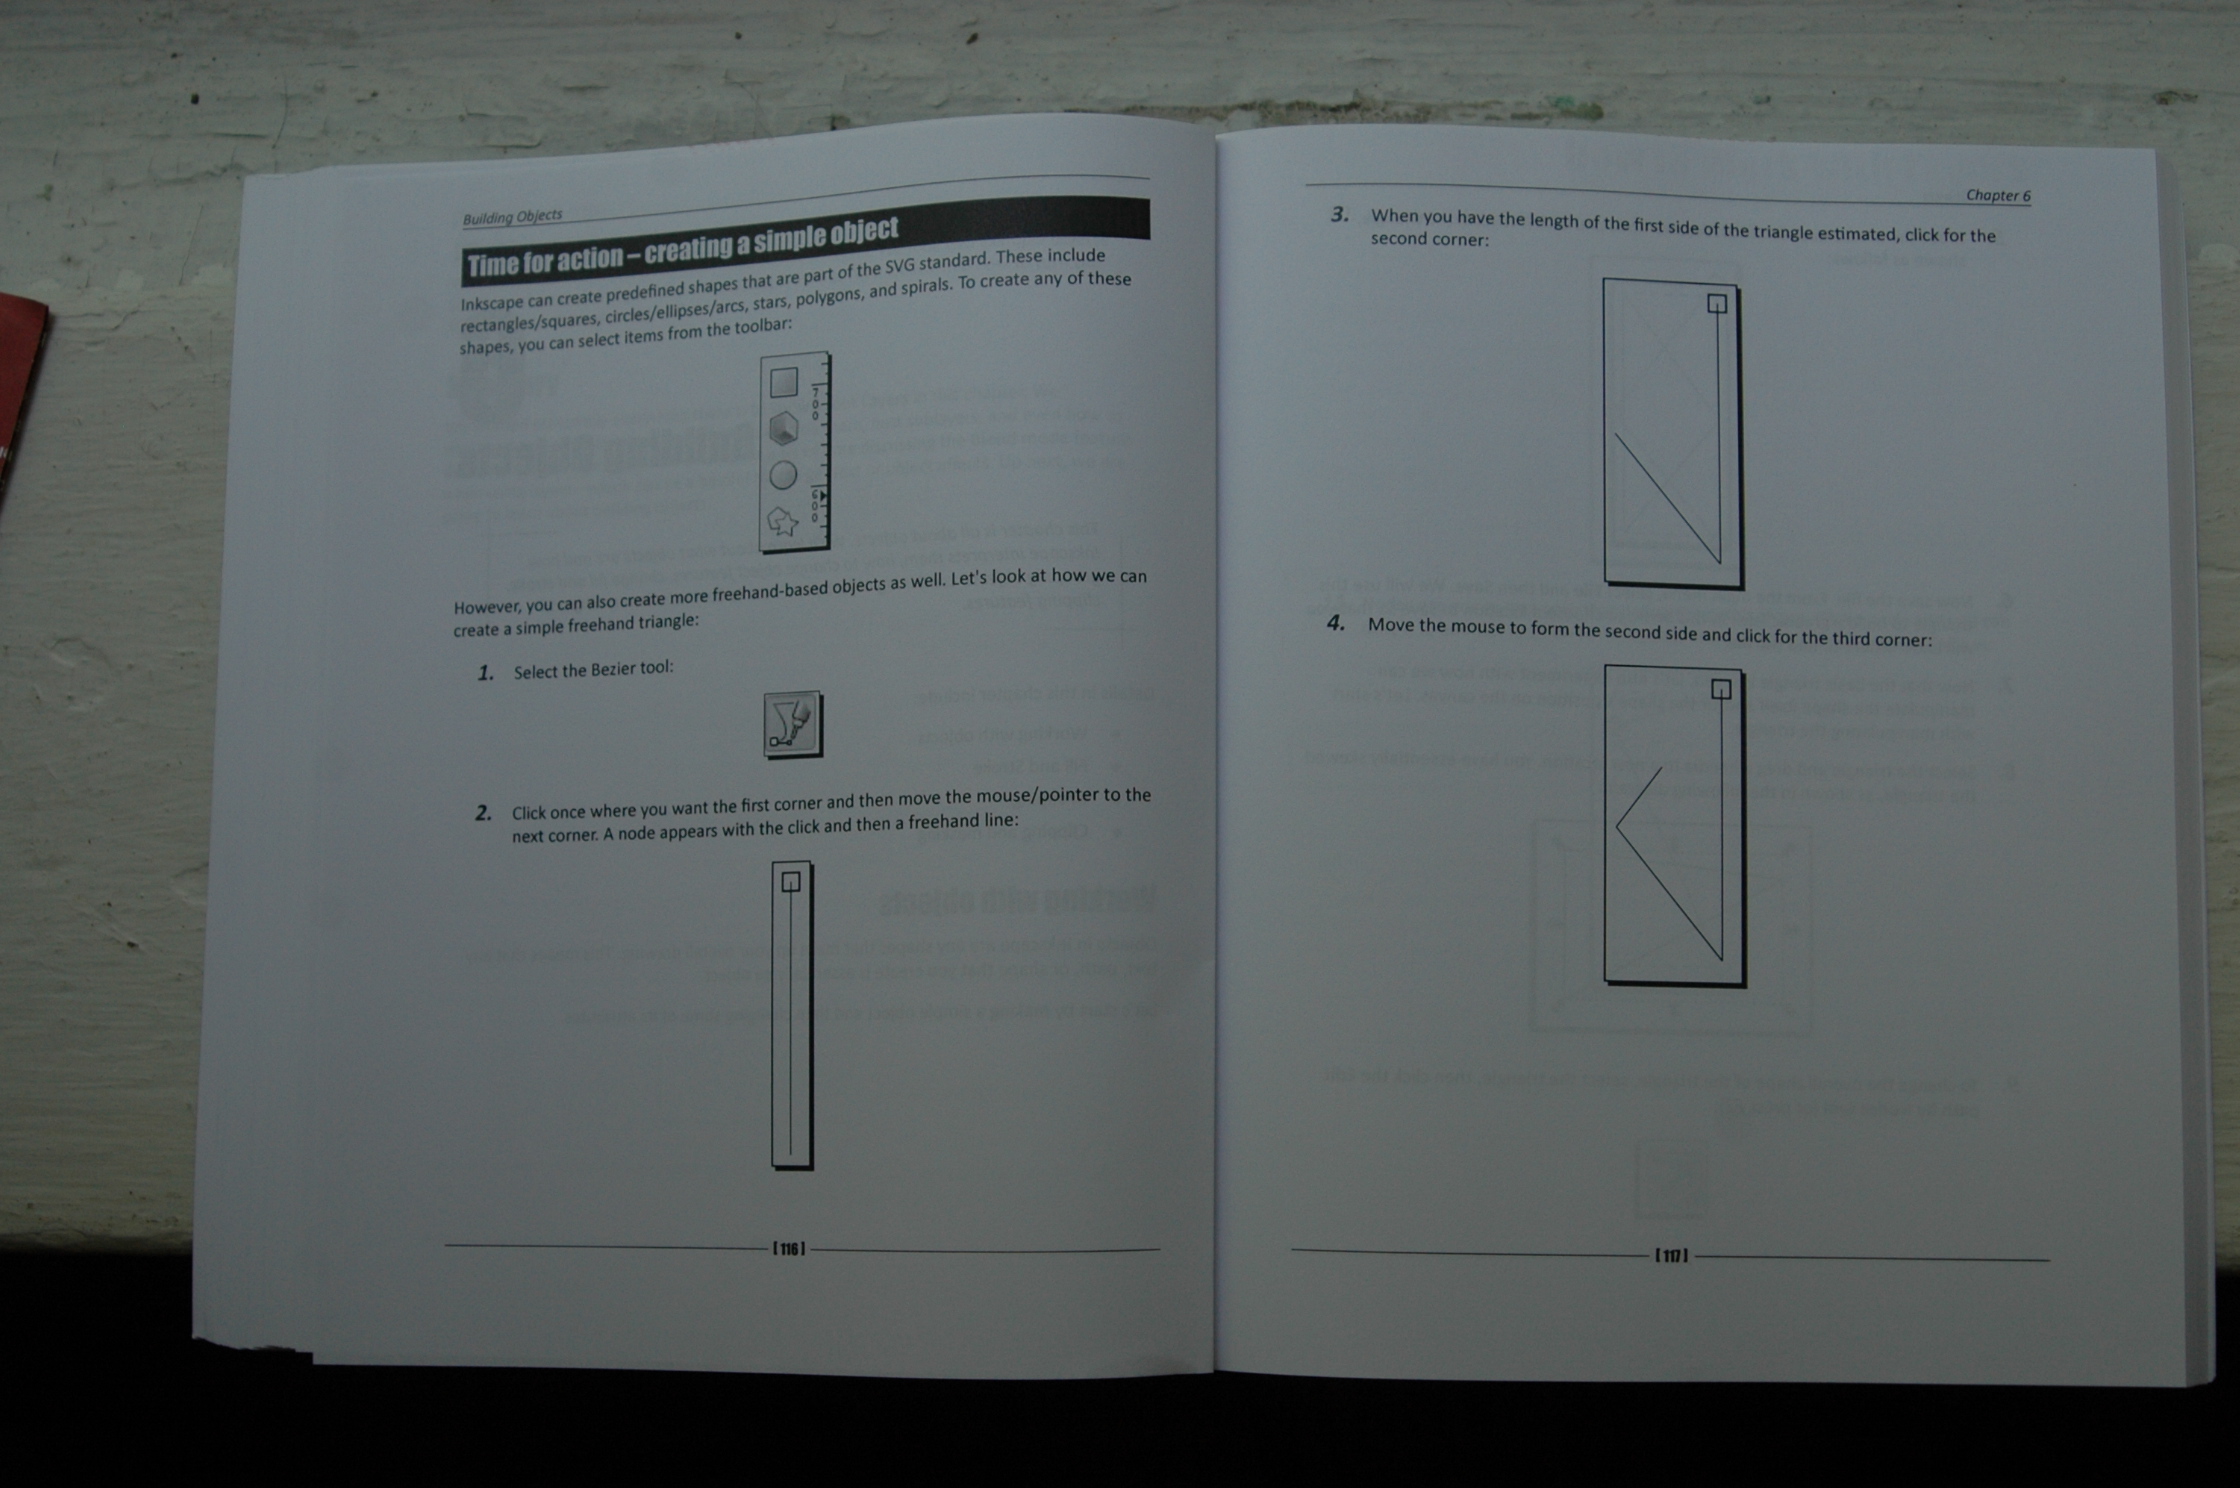 Building Objects
Time for action – creating a simple object
Inkscape can create predefined shapes that are part of the SVG standard. These include
rectangles/squares, circles/ellipses/arcs, stars, polygons, and spirals. To create any of these
shapes, you can select items from the toolbar:
However, you can also create more freehand-based objects as well. Let's look at how we can
create a simple freehand triangle:
1. Select the Bezier tool:
2. Click once where you want the first corner and then move the mouse/pointer to the
next corner. A node appears with the click and then a freehand line:
[ 116 ]
Chapter 6
3. When you have the length of the first side of the triangle estimated, click for the
second corner:
4. Move the mouse to form the second side and click for the third corner:
[ 117 ]